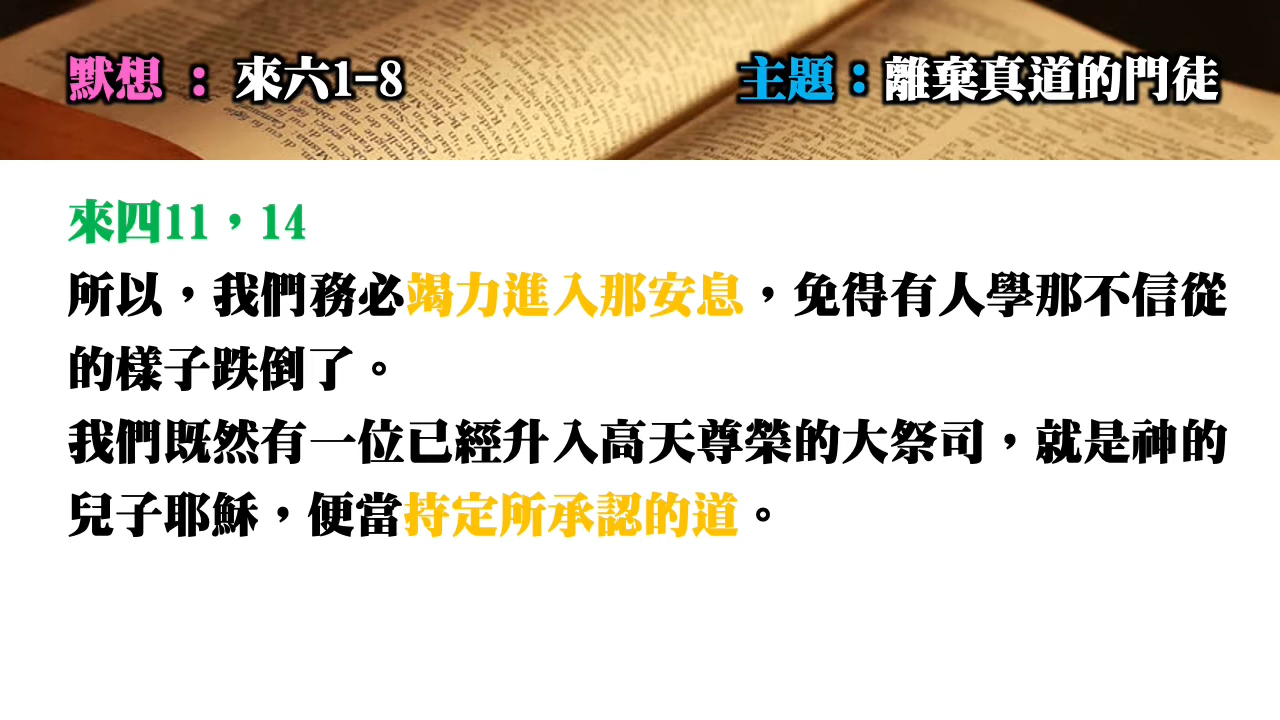 默想 : 來六1-8 主題：離棄真道的門徒
來四11，14
所以，我們務必竭力進入那安息，免得有人學那不信從
的樣子跌倒了。
我們既然有一位已經升入高天尊榮的大祭司，就是神的
兒子耶穌，便當持定所承認的道。